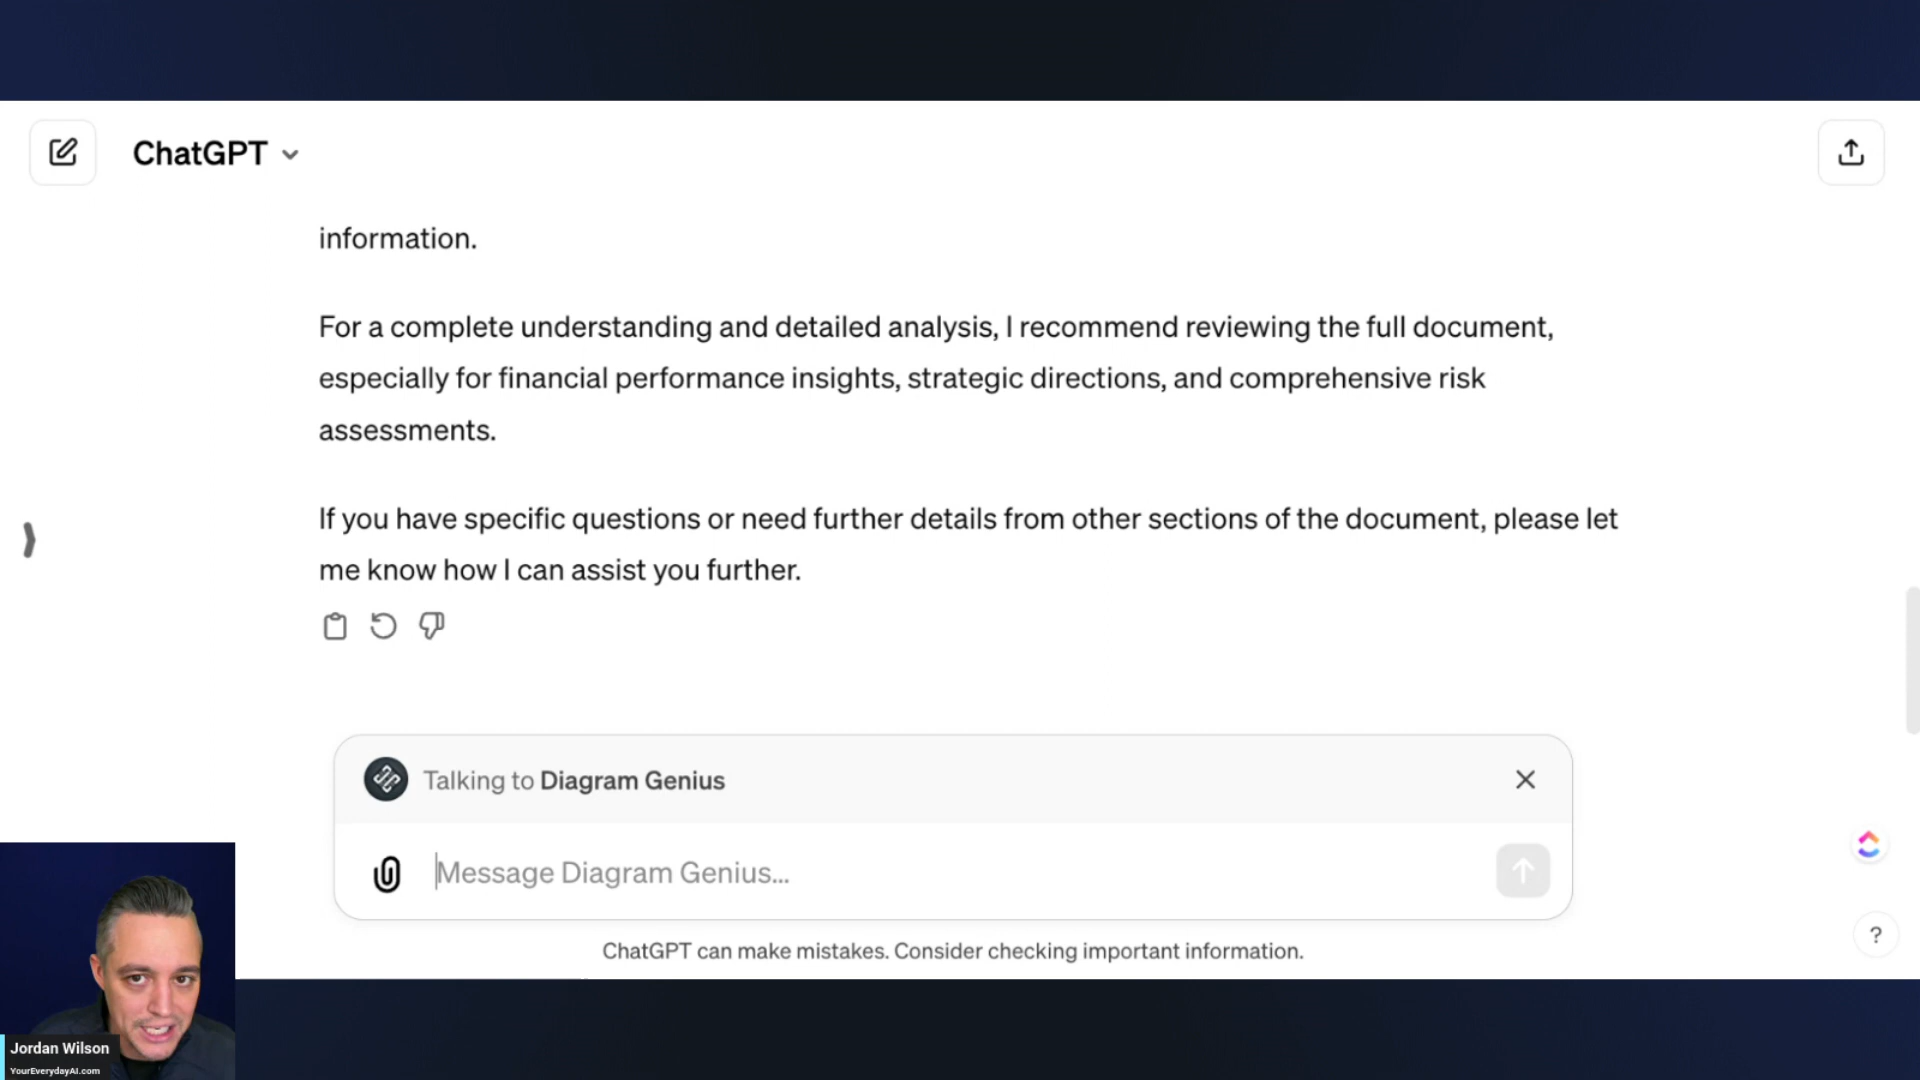 ChatGPT
information.
For a complete understanding and detailed analysis, I recommend reviewing the full document,
especially for financial performance insights, strategic directions, and comprehensive risk
assessments.
If you have specific questions or need further details from other sections of the document, please let
me know how I can assist you further.
Talking to Diagram Genius
Message Diagram Genius...
ChatGPT can make mistakes. Consider checking important information.
?
Jordan Wilson
YourEverydayAI.com